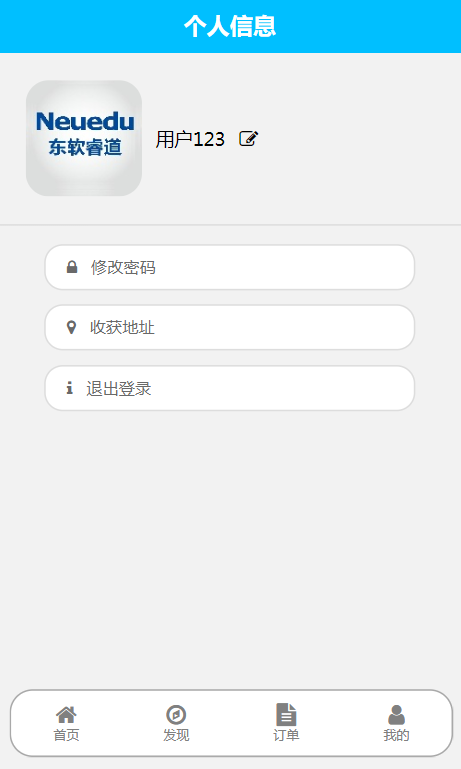 个人信息
Neuedu
东软睿道
用户123
修改密码
收获地址
退出登录
首页
发现
订单
我的